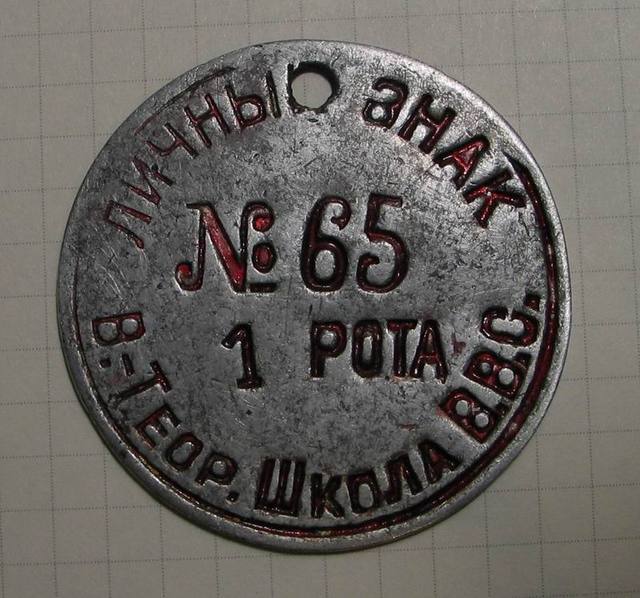 ЛИЧНЫЙ ЗНАК
№ 65
1 РОТА
В.-ТЕОР. ШКОЛА В.В.С.